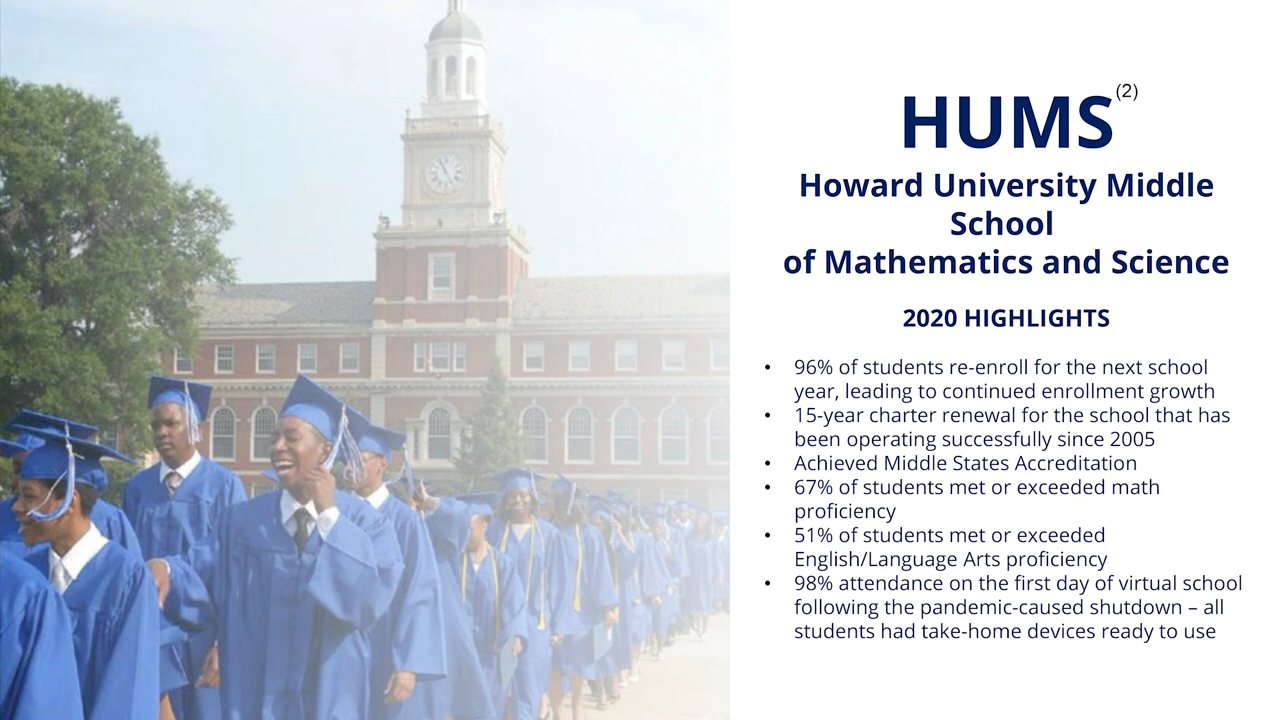 HUMS(2)
Howard University Middle
School
of Mathematics and Science
2020 HIGHLIGHTS
• 96% of students re-enroll for the next school
year, leading to continued enrollment growth
• 15-year charter renewal for the school that has
been operating successfully since 2005
• Achieved Middle States Accreditation
• 67% of students met or exceeded math
proficiency
• 51% of students met or exceeded
English/Language Arts proficiency
• 98% attendance on the first day of virtual school
following the pandemic-caused shutdown – all
students had take-home devices ready to use